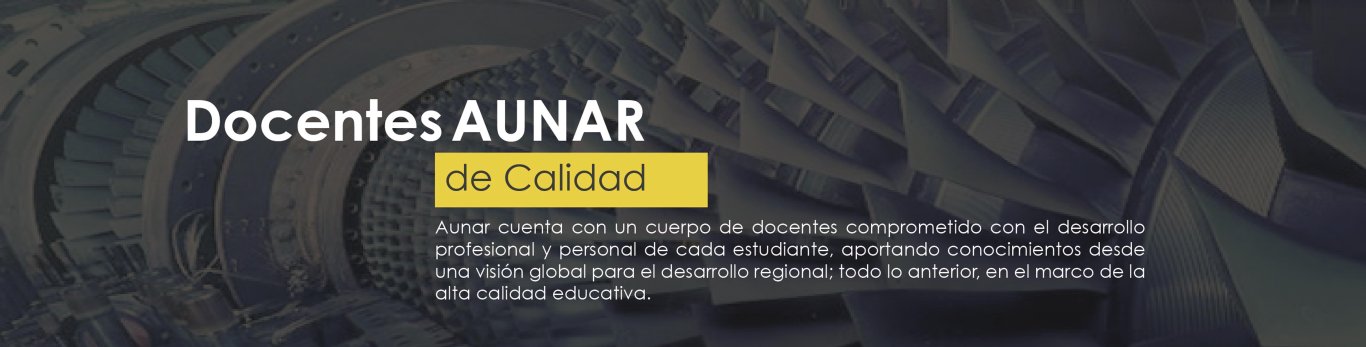 Docentes AUNAR
de Calidad
Aunar cuenta con un cuerpo de docentes comprometido con el desarrollo
profesional y personal de cada estudiante, aportando conocimientos desde
una visión global para el desarrollo regional; todo lo anterior, en el marco de la
alta calidad educativa.